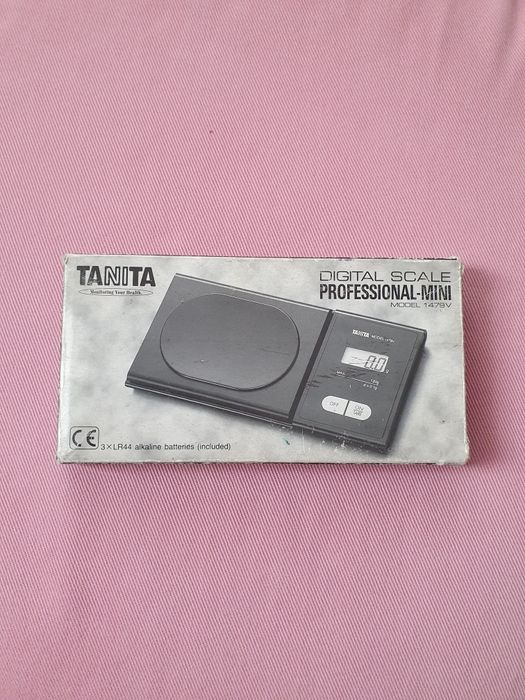 TANITA
Monitoring Your Health
DIGITAL SCALE
PROFESSIONAL-MINI
MODEL 1479V
TANITA
0.0
OFF
CE
3×LR44 alkaline batteries (included)